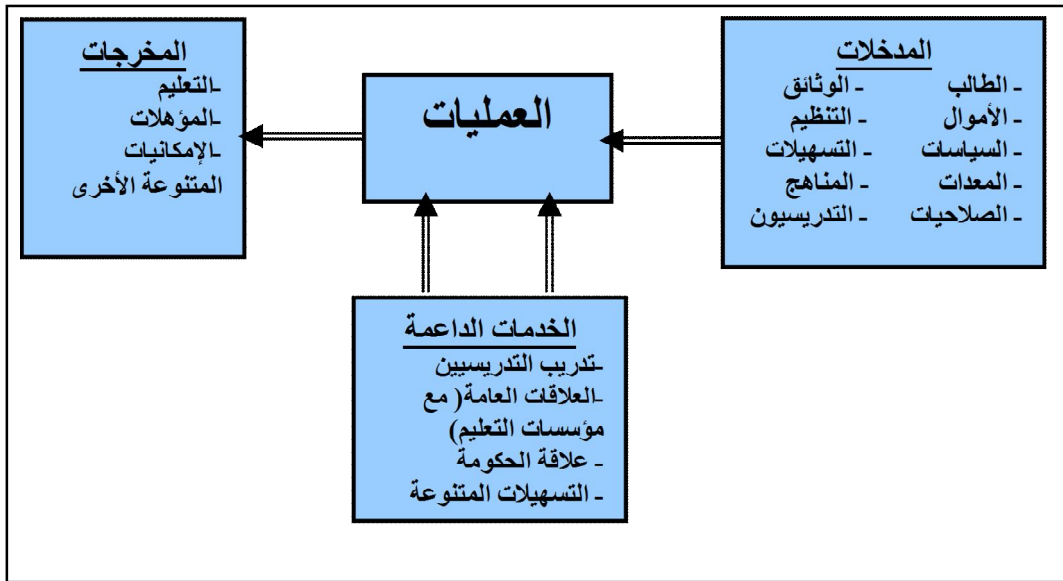 المدخلات
- الطالب - الوثائق
- الأموال - التنظيم
- السياسات - التسهيلات
- المعدات - المناهج
- الصلاحيات - التدريسيون
العمليات
المخرجات
-التعليم
-المؤهلات
-الإمكانيات
المتنوعة الأخرى
الخدمات الداعمة
-تدريب التدريسيين
-العلاقات العامة( مع
مؤسسات التعليم)
- علاقة الحكومة
- التسهيلات المتنوعة